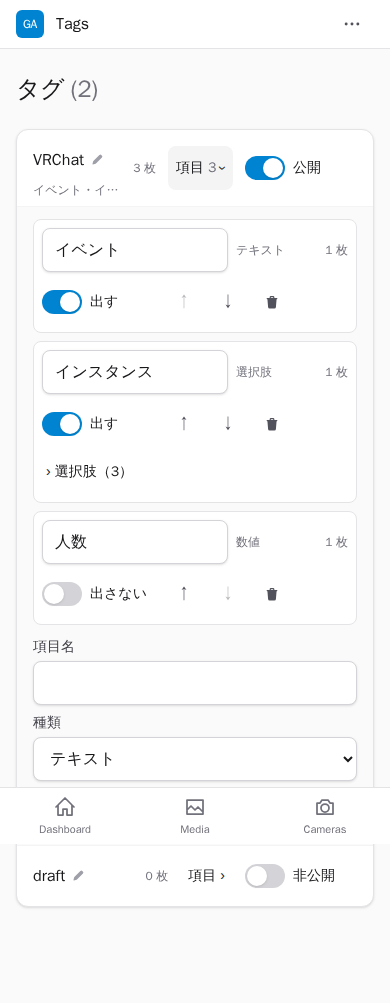 GA Tags …
タグ (2)
VRChat 3 枚 項目 3 公開
イベント・イ…
イベント テキスト 1 枚
出す ↑ ↓
インスタンス 選択肢 1 枚
出す ↑ ↓
› 選択肢（3）
人数 数値 1 枚
出さない ↑ ↓
項目名
種類
テキスト
Dashboard Media Cameras
draft 0 枚 項目 › 非公開